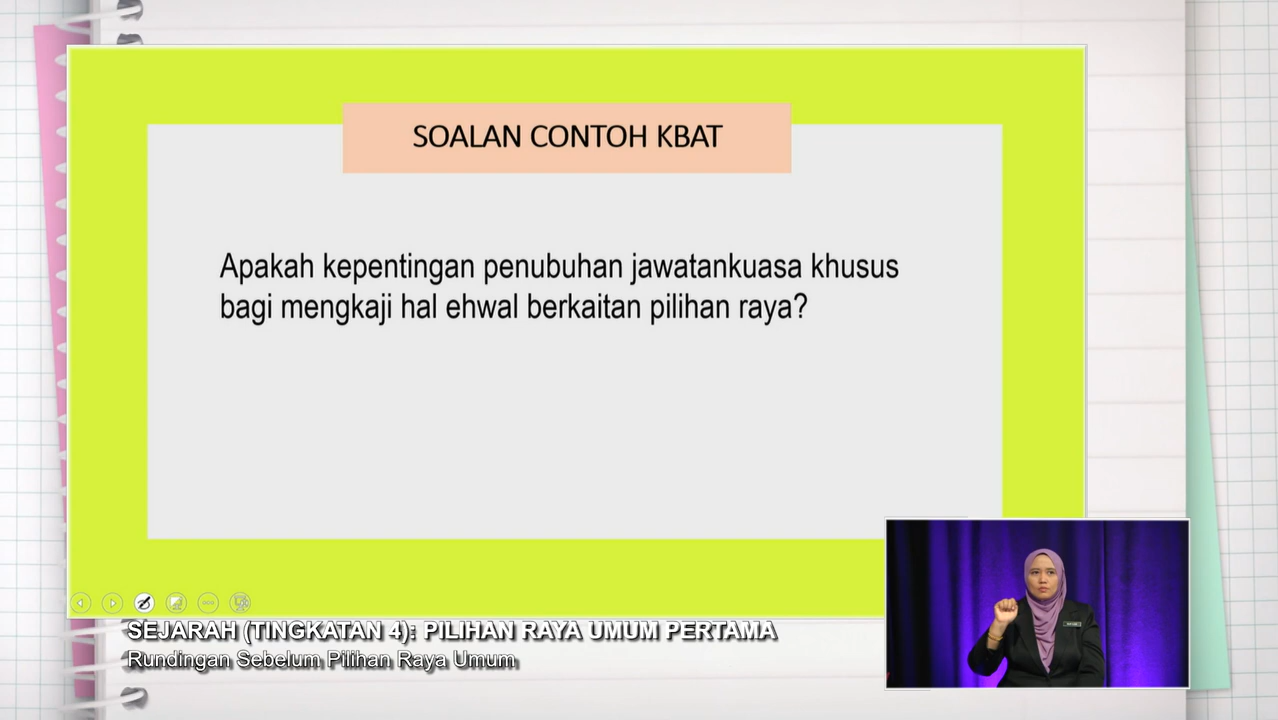 SOALAN CONTOH KBAT
Apakah kepentingan penubuhan jawatankuasa khusus
bagi mengkaji hal ehwal berkaitan pilihan raya?
SEJARAH (TINGKATAN 4): PILIHAN RAYA UMUM PERTAMA
Rundingan Sebelum Pilihan Raya Umum